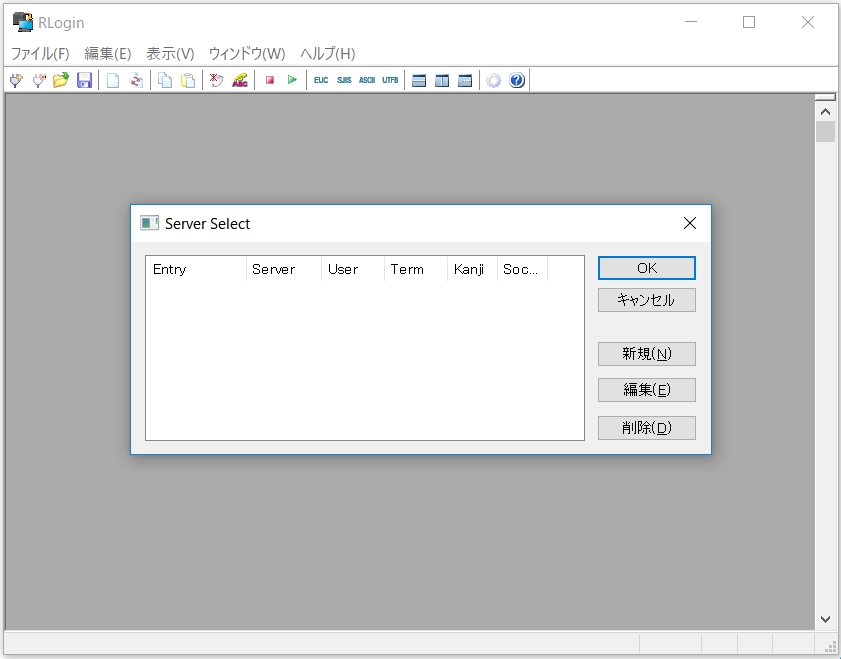 RLogin
ファイル(F) 編集(E) 表示(V) ウィンドウ(W) ヘルプ(H)
ABC EUC SJIS ASCII UTF8
Server Select
Entry Server User Term Kanji Soc...
OK
キャンセル
新規(N)
編集(E)
削除(D)